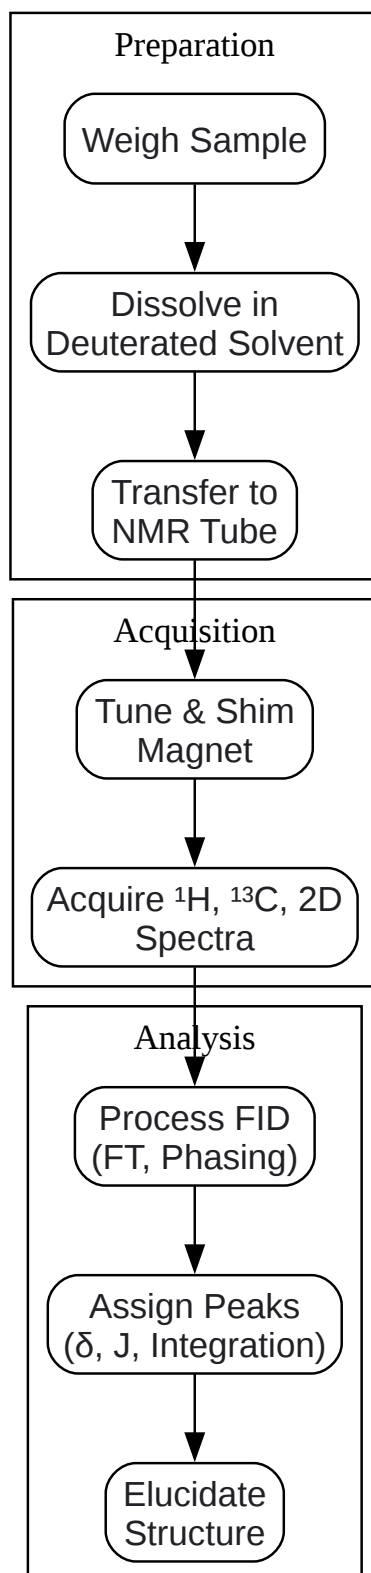 Preparation
Weigh Sample
Dissolve in
Deuterated Solvent
Transfer to
NMR Tube
Acquisition
Tune & Shim
Magnet
Acquire ¹H, ¹³C, 2D
Spectra
Analysis
Process FID
(FT, Phasing)
Assign Peaks
(δ, J, Integration)
Elucidate
Structure